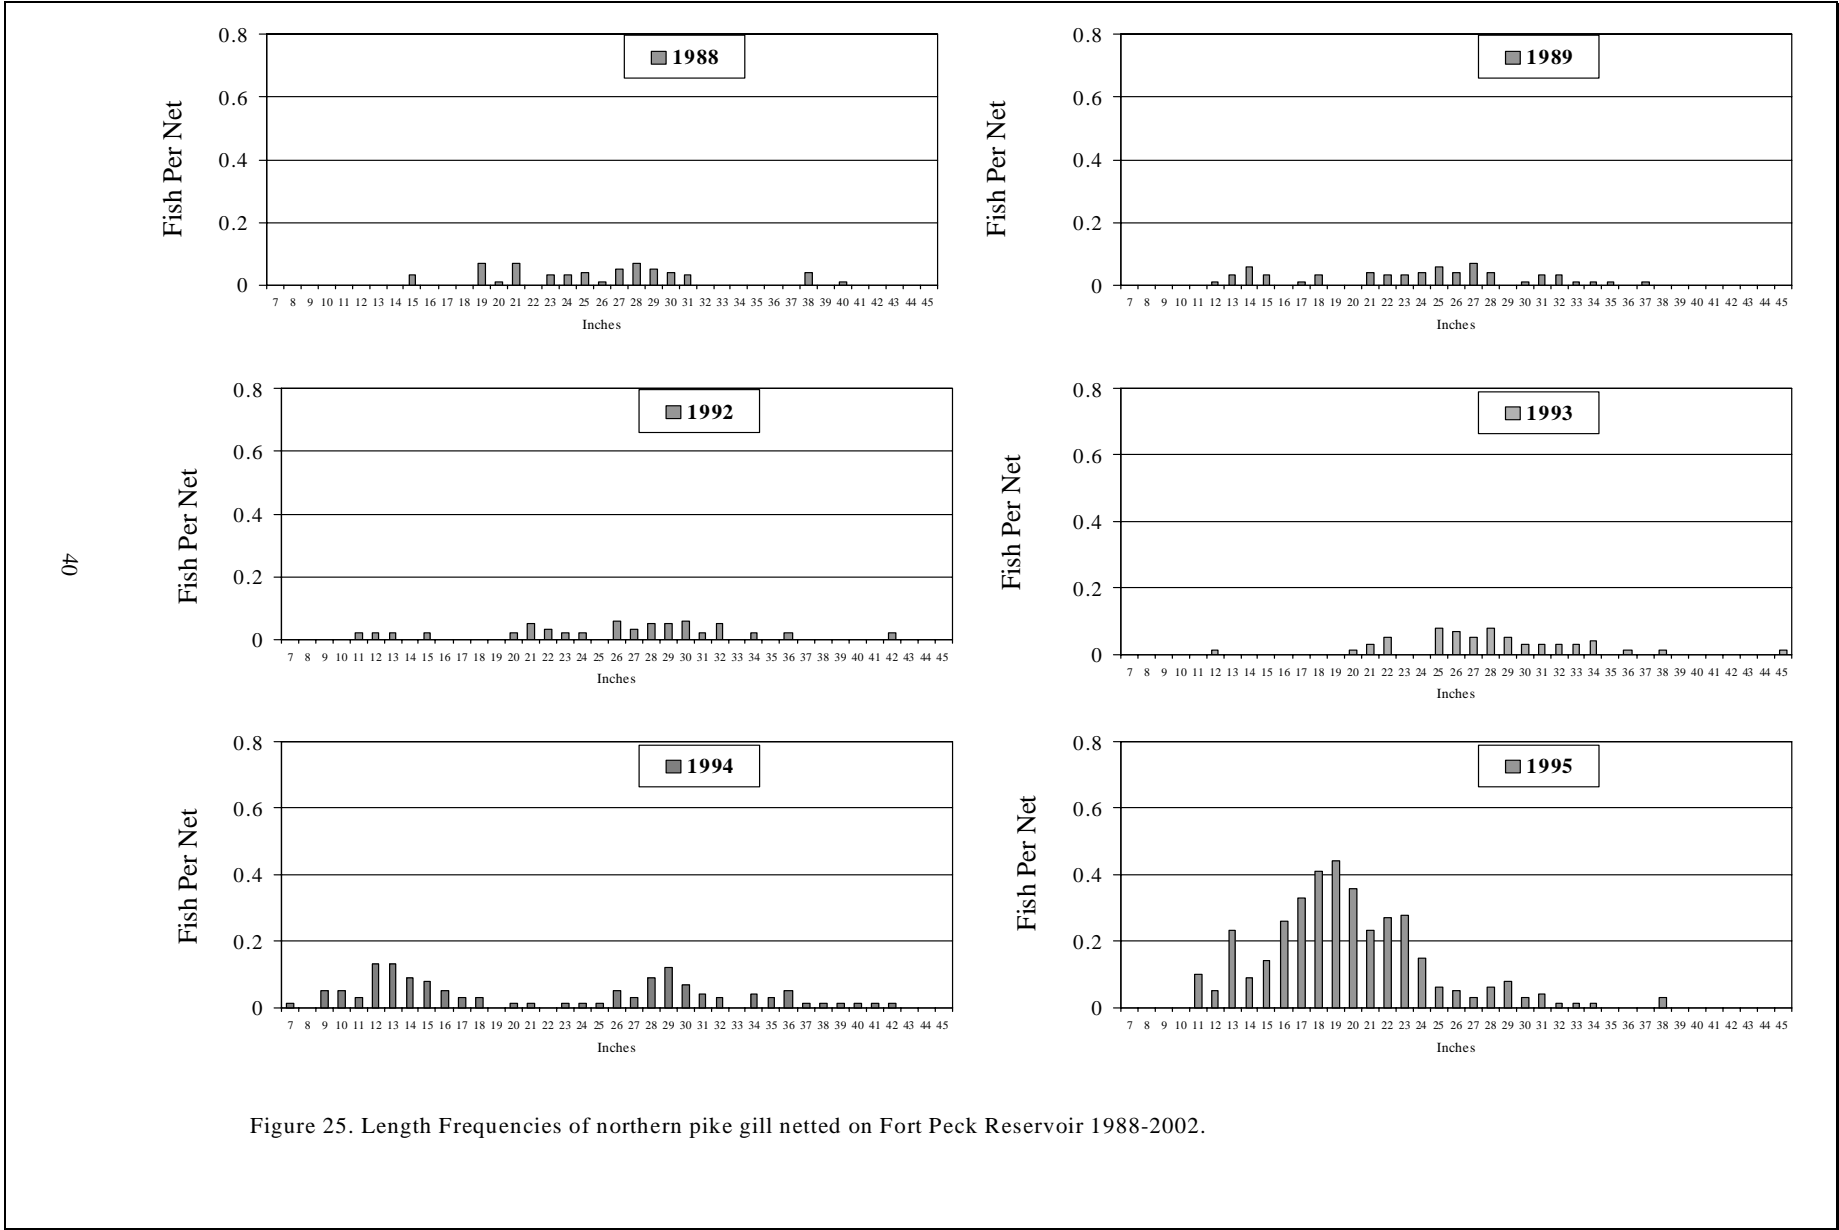 0.8
0.6
0.4
0.2
0
Fish Per Net
1988
7 8 9 10 11 12 13 14 15 16 17 18 19 20 21 22 23 24 25 26 27 28 29 30 31 32 33 34 35 36 37 38 39 40 41 42 43 44 45
Inches
0.8
0.6
0.4
0.2
0
Fish Per Net
1989
7 8 9 10 11 12 13 14 15 16 17 18 19 20 21 22 23 24 25 26 27 28 29 30 31 32 33 34 35 36 37 38 39 40 41 42 43 44 45
Inches
0.8
0.6
0.4
0.2
0
Fish Per Net
1992
7 8 9 10 11 12 13 14 15 16 17 18 19 20 21 22 23 24 25 26 27 28 29 30 31 32 33 34 35 36 37 38 39 40 41 42 43 44 45
Inches
0.8
0.6
0.4
0.2
0
Fish Per Net
1993
7 8 9 10 11 12 13 14 15 16 17 18 19 20 21 22 23 24 25 26 27 28 29 30 31 32 33 34 35 36 37 38 39 40 41 42 43 44 45
Inches
40
0.8
0.6
0.4
0.2
0
Fish Per Net
1994
7 8 9 10 11 12 13 14 15 16 17 18 19 20 21 22 23 24 25 26 27 28 29 30 31 32 33 34 35 36 37 38 39 40 41 42 43 44 45
Inches
0.8
0.6
0.4
0.2
0
Fish Per Net
1995
7 8 9 10 11 12 13 14 15 16 17 18 19 20 21 22 23 24 25 26 27 28 29 30 31 32 33 34 35 36 37 38 39 40 41 42 43 44 45
Inches
Figure 25. Length Frequencies of northern pike gill netted on Fort Peck Reservoir 1988-2002.